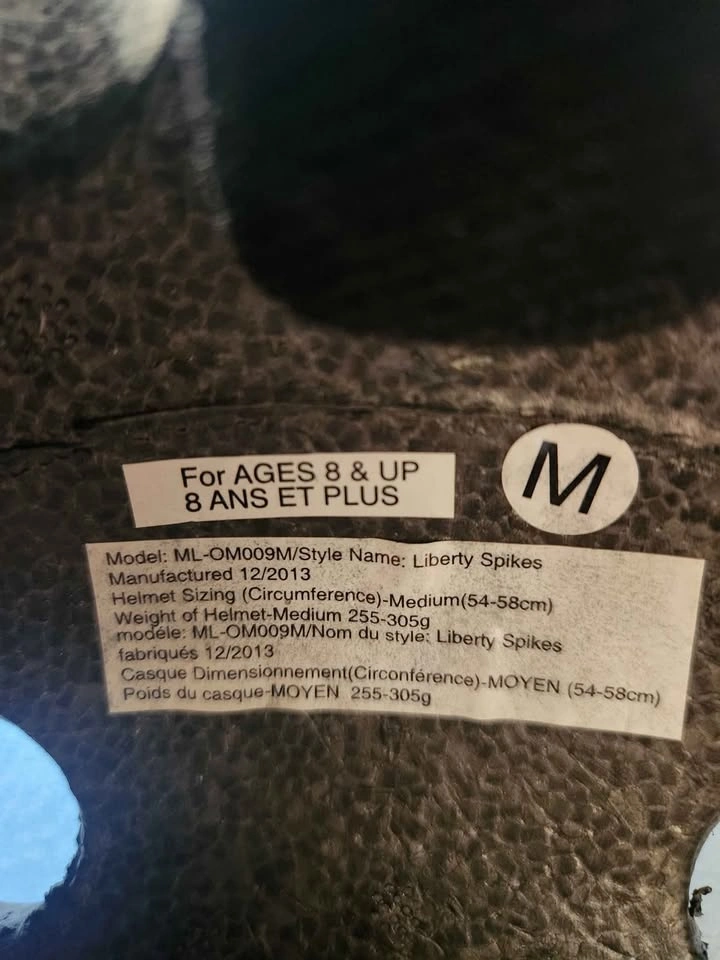 For AGES 8 & UP
8 ANS ET PLUS
M
Model: ML-OM009M/Style Name: Liberty Spikes
Manufactured 12/2013
Helmet Sizing (Circumference)-Medium(54-58cm)
Weight of Helmet-Medium 255-305g
modéle: ML-OM009M/Nom du style: Liberty Spikes
fabriqués 12/2013
Casque Dimensionnement(Circonférence)-MOYEN (54-58cm)
Poids du casque-MOYEN 255-305g